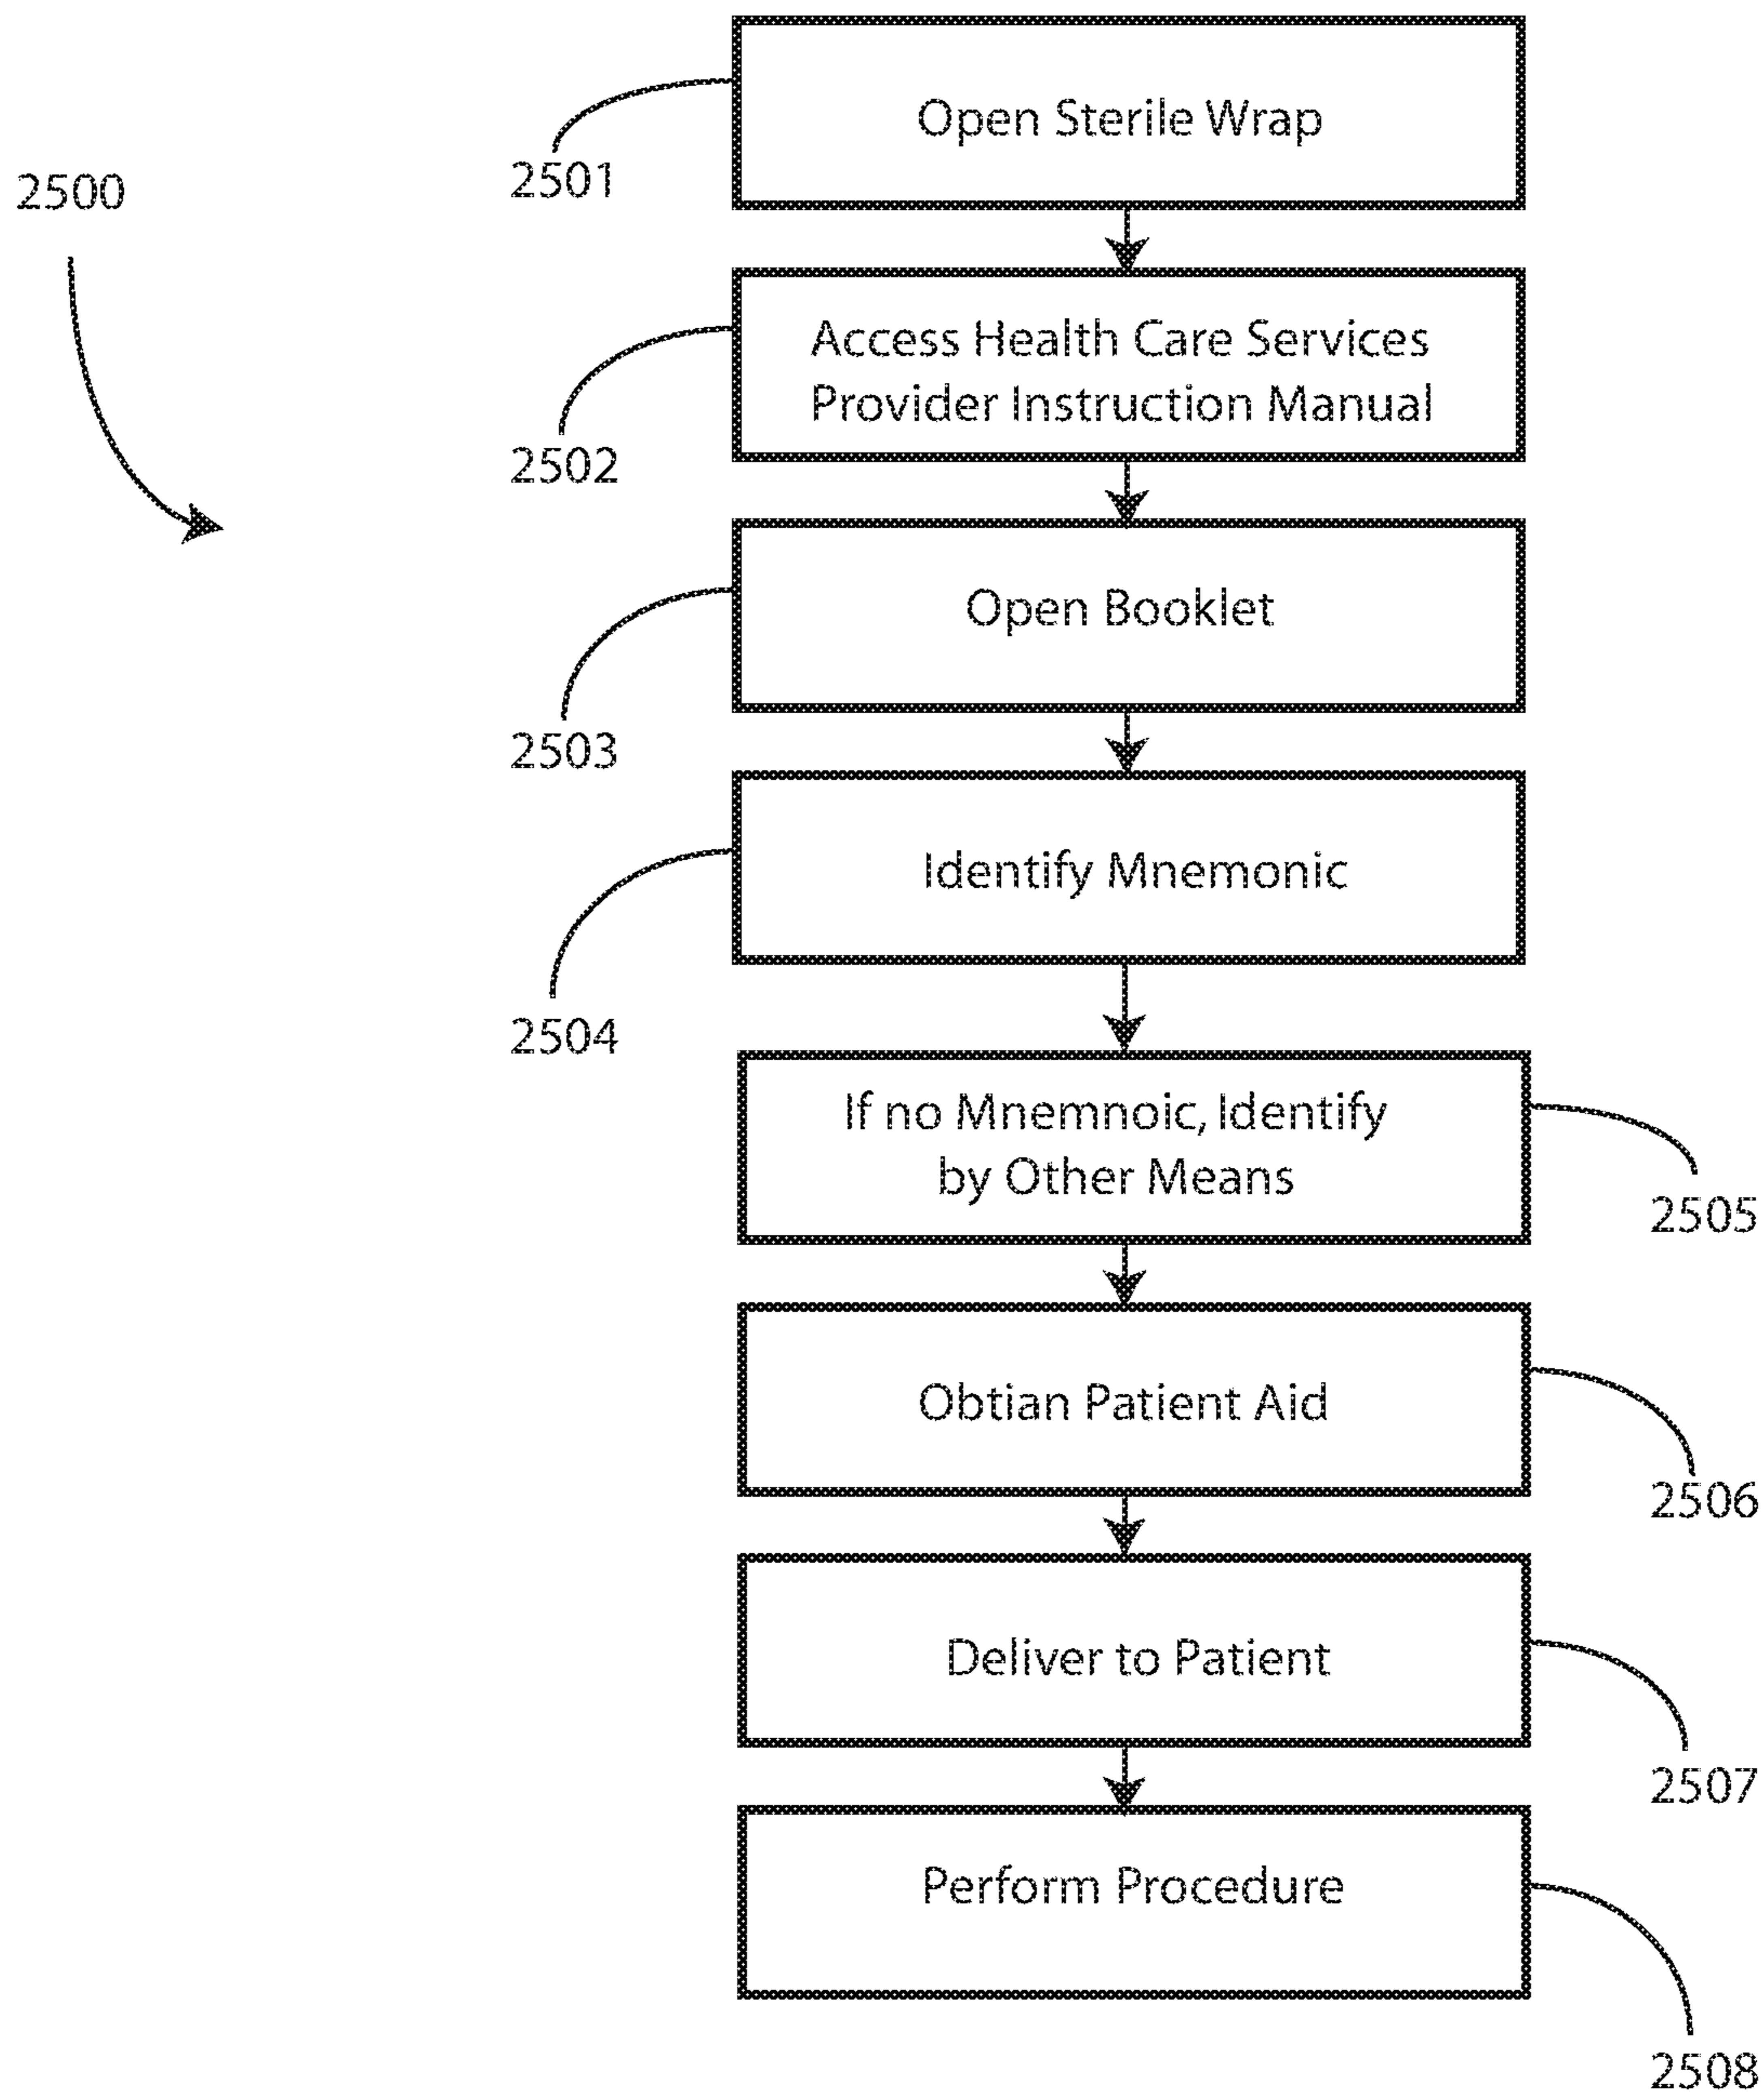 Open Sterile Wrap
2501
2500
Access Health Care Services
Provider Instruction Manual
2502
Open Booklet
2503
Identify Mnemonic
2504
If no Mnemnoic, Identify
by Other Means
2505
Obtian Patient Aid
2506
Deliver to Patient
2507
Perform Procedure
2508